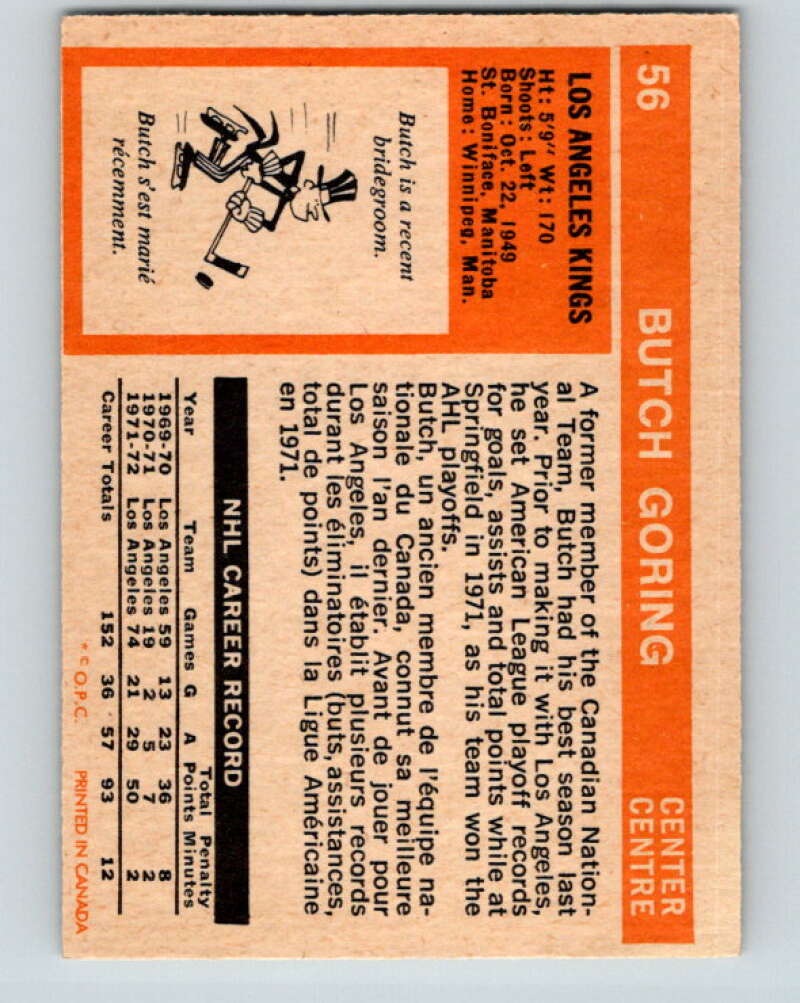 56 BUTCH GORING CENTER
CENTRE
LOS ANGELES KINGS
Ht: 5'9" Wt: 170
Shoots: Left
Born: Oct. 22, 1949
St. Boniface, Manitoba
Home: Winnipeg, Man.
Butch is a recent
bridegroom.
Butch s'est marié
récemment.
A former member of the Canadian Nation-
al Team, Butch had his best season last
year. Prior to making it with Los Angeles,
he set American League playoff records
for goals, assists and total points while at
Springfield in 1971, as his team won the
AHL playoffs.
Butch, un ancien membre de l'équipe na-
tionale du Canada, connut sa meilleure
saison l'an dernier. Avant de jouer pour
Los Angeles, il établit plusieurs records
durant les éliminatoires (buts, assistances,
total de points) dans la Ligue Américaine
en 1971.
NHL CAREER RECORD
Total Penalty
Year Team Games G A Points Minutes
1969-70 Los Angeles 59 13 23 36 8
1970-71 Los Angeles 19 2 5 7 2
1971-72 Los Angeles 74 21 29 50 2
Career Totals 152 36 57 93 12
* © O.P.C. PRINTED IN CANADA